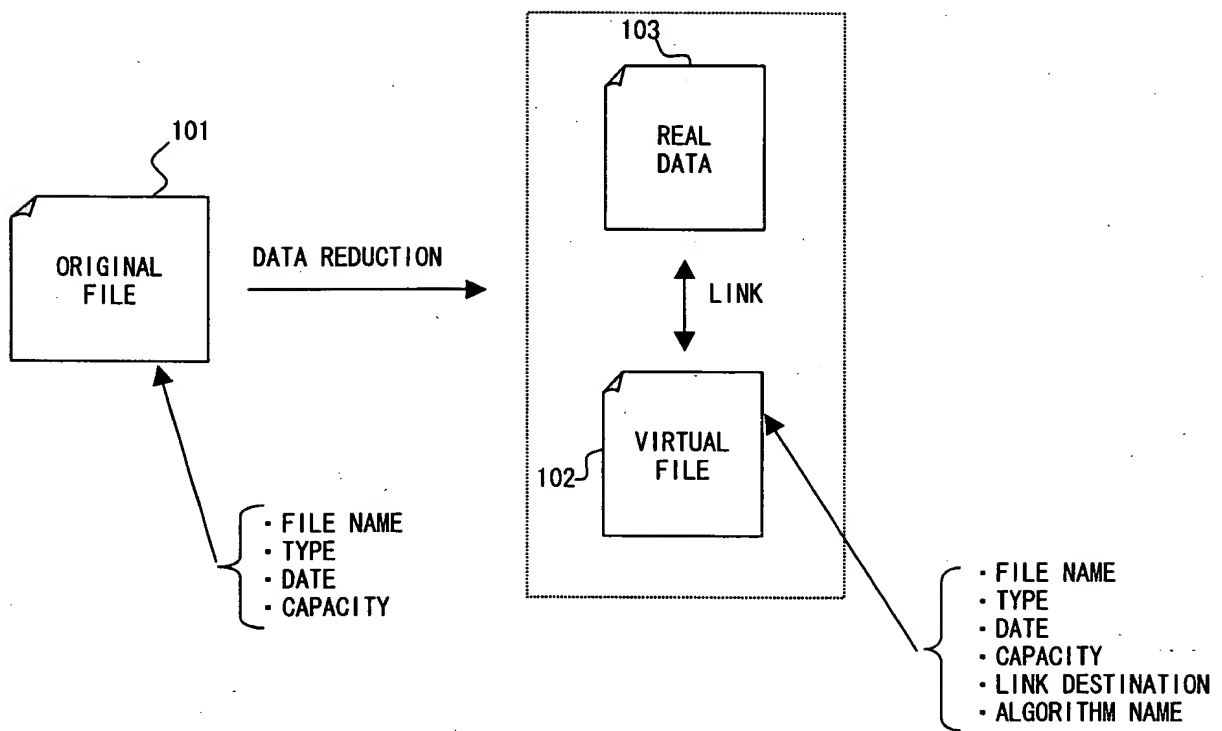 103
REAL
DATA
101
ORIGINAL
FILE
DATA REDUCTION
LINK
VIRTUAL
FILE
102
· FILE NAME
· TYPE
· DATE
· CAPACITY
· FILE NAME
· TYPE
· DATE
· CAPACITY
· LINK DESTINATION
· ALGORITHM NAME